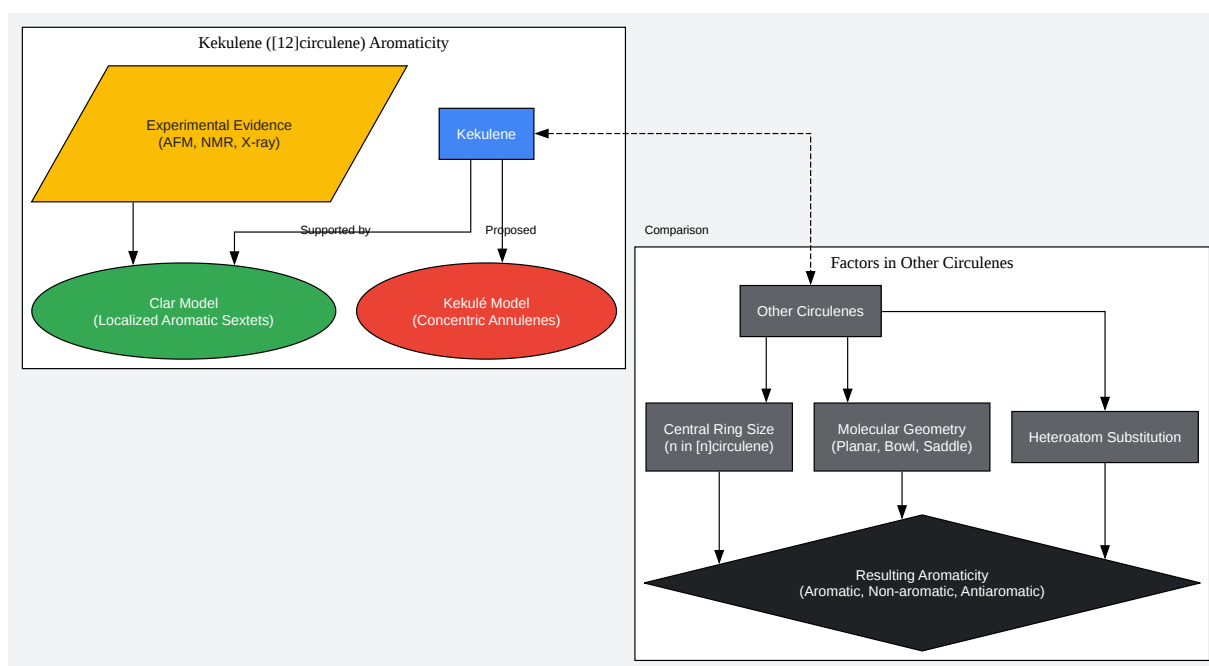 Kekulene ([12]circulene) Aromaticity
Experimental Evidence
(AFM, NMR, X-ray)
Kekulene
Supported by
Proposed
Clar Model
(Localized Aromatic Sextets)
Kekulé Model
(Concentric Annulenes)
Comparison
Factors in Other Circulenes
Other Circulenes
Central Ring Size
(n in [n]circulene)
Molecular Geometry
(Planar, Bowl, Saddle)
Heteroatom Substitution
Resulting Aromaticity
(Aromatic, Non-aromatic, Antiaromatic)